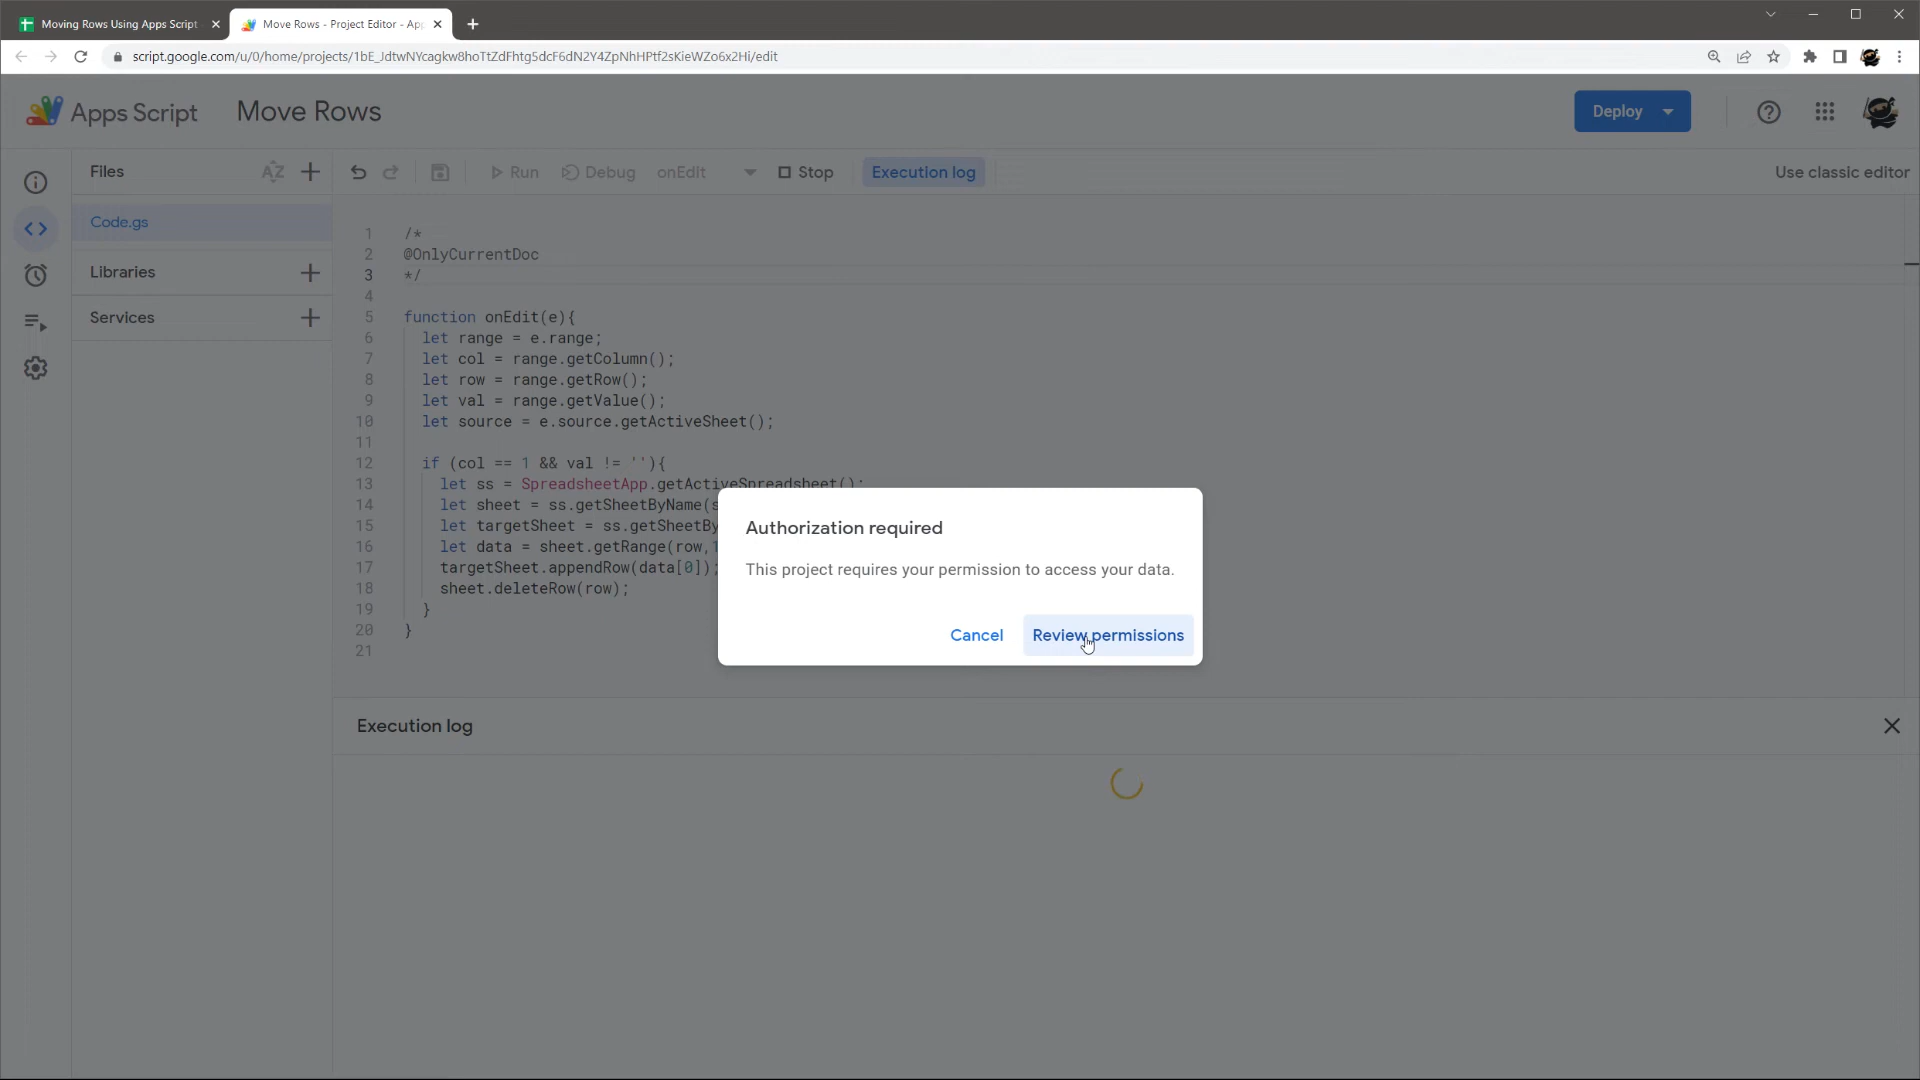 Moving Rows Using Apps Script
Move Rows - Project Editor - App
script.google.com/u/0/home/projects/1bE_JdtwNYcagkw8hoTtZdFhtg5dcF6dN2Y4ZpNhHPtf2sKieWZo6x2Hi/edit
Apps Script
Move Rows
Deploy
Files
AZ
Run
Debug
onEdit
Stop
Execution log
Use classic editor
Code.gs
Libraries
Services
1 /*
2 @OnlyCurrentDoc
3 */
4
5 function onEdit(e){
6 let range = e.range;
7 let col = range.getColumn();
8 let row = range.getRow();
9 let val = range.getValue();
10 let source = e.source.getActiveSheet();
11
12 if (col == 1 && val != ''){
13 let ss = SpreadsheetApp.getActiveSpreadsheet();
14 let sheet = ss.getSheetByName(s
15 let targetSheet = ss.getSheetBy
16 let data = sheet.getRange(row,1
17 targetSheet.appendRow(data[0]);
18 sheet.deleteRow(row);
19 }
20 }
21
Authorization required
This project requires your permission to access your data.
Cancel
Review permissions
Execution log